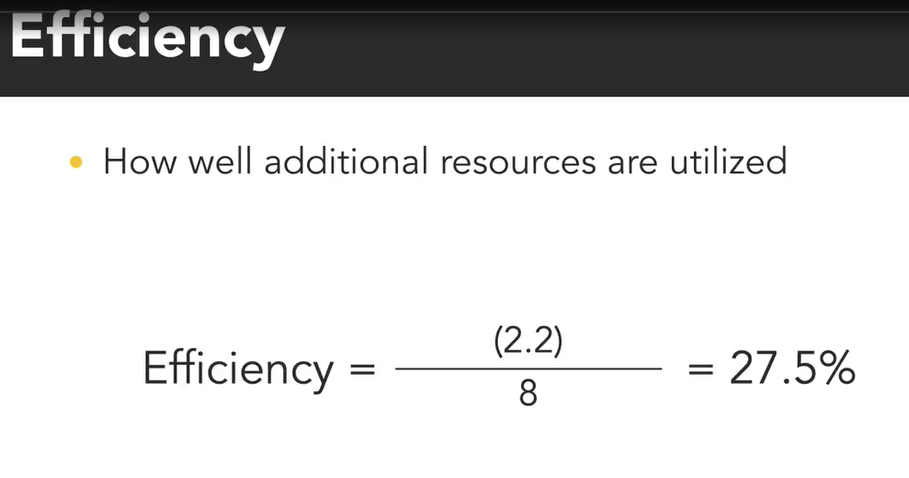 Efficiency
• How well additional resources are utilized
(2.2)
Efficiency = ‎ = 27.5%
8